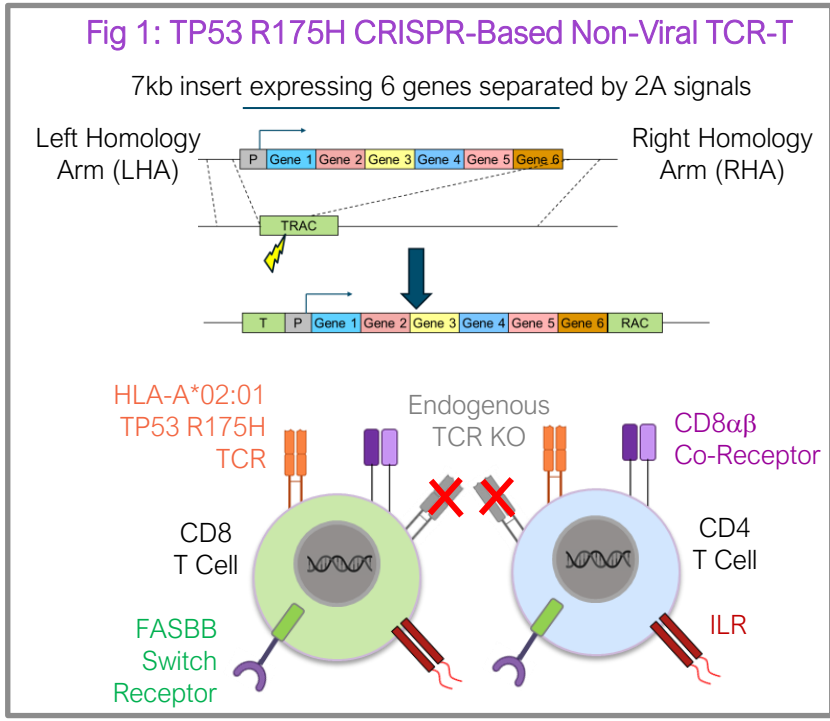 Fig 1: TP53 R175H CRISPR-Based Non-Viral TCR-T
7kb insert expressing 6 genes separated by 2A signals
Left Homology
Arm (LHA)
Right Homology
Arm (RHA)
P Gene 1 Gene 2 Gene 3 Gene 4 Gene 5 Gene 6
TRAC
T P Gene 1 Gene 2 Gene 3 Gene 4 Gene 5 Gene 6 RAC
HLA-A*02:01
TP53 R175H
TCR
Endogenous
TCR KO
CD8αβ
Co-Receptor
CD8
T Cell
CD4
T Cell
FASBB
Switch
Receptor
ILR